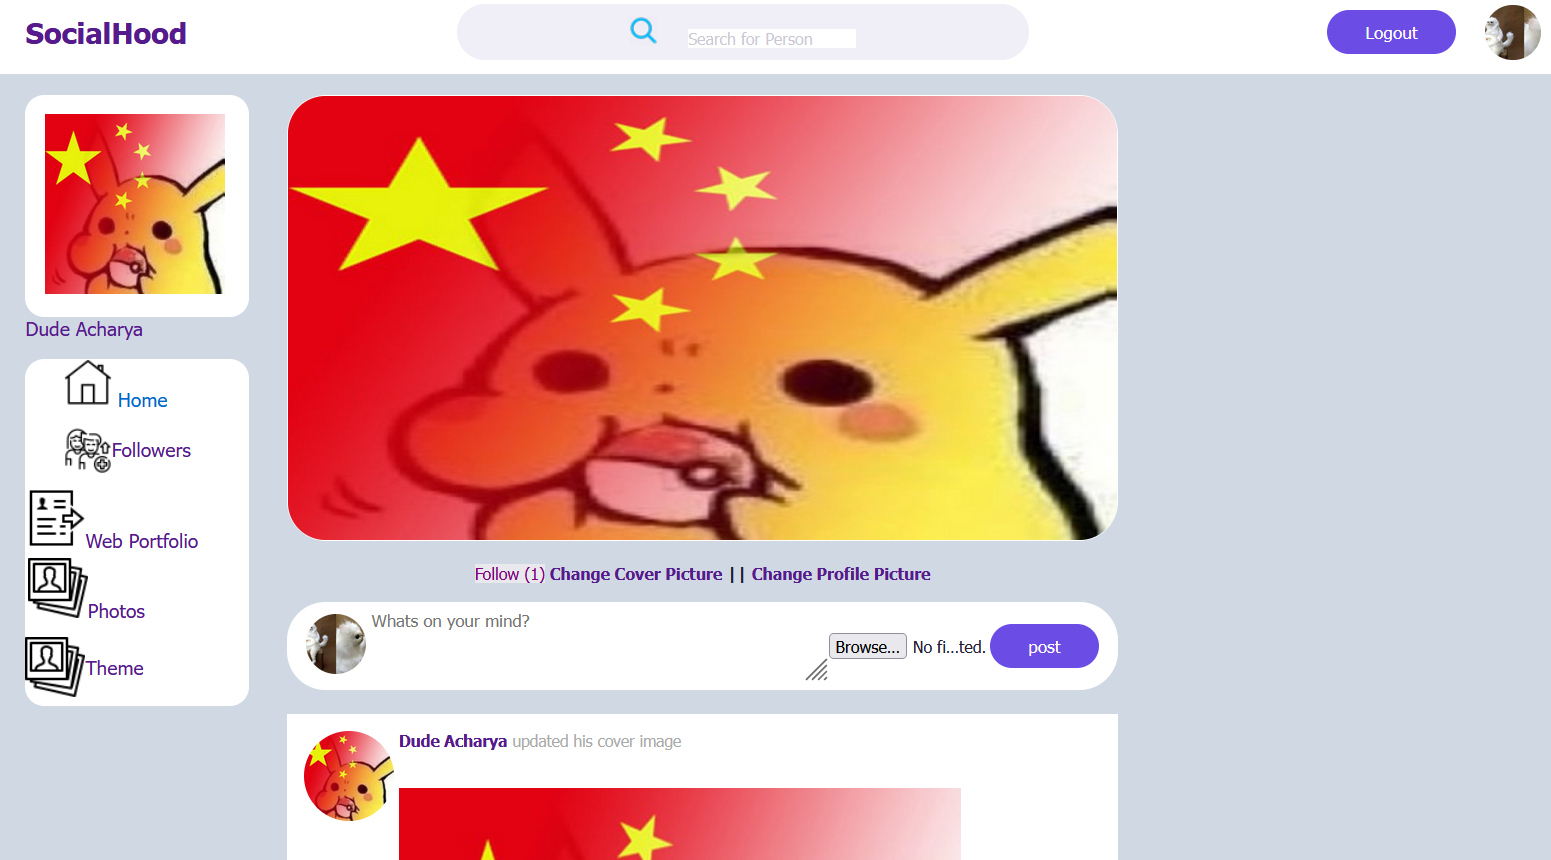 SocialHood
Search for Person
Logout
Dude Acharya
Home
Followers
Web Portfolio
Photos
Theme
Follow (1) Change Cover Picture || Change Profile Picture
Whats on your mind?
Browse... No fi...ted. post
Dude Acharya updated his cover image